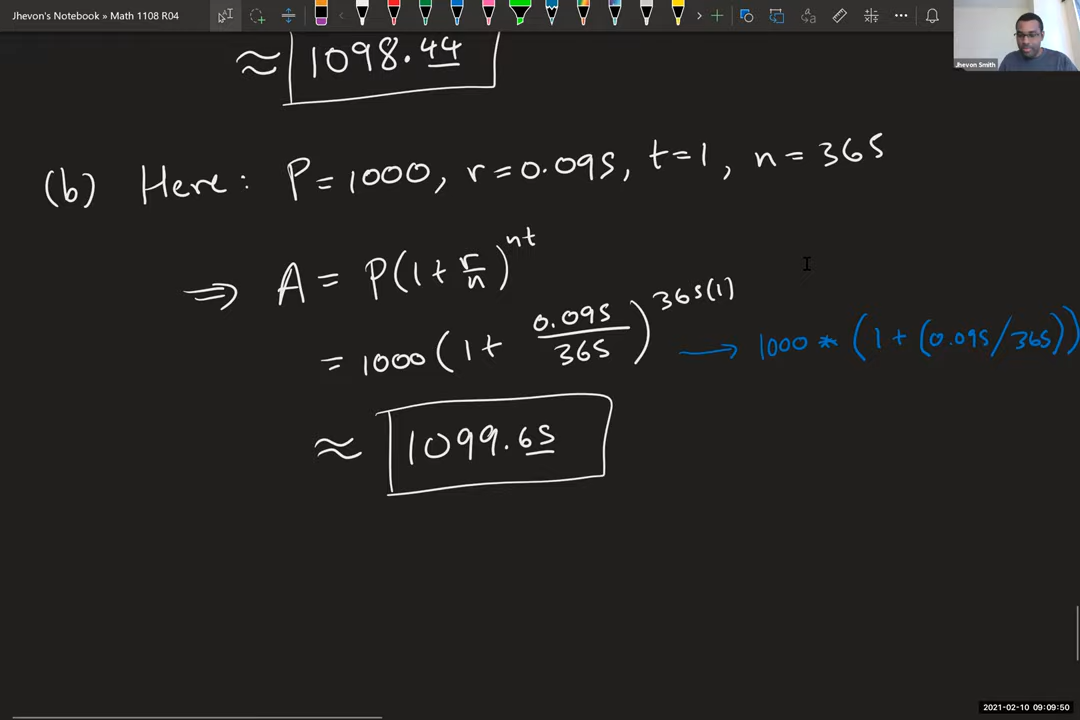 Jhevon's Notebook » Math 1108 R04
≈ 1098.44
Jhevon Smith
(b) Here: P=1000, r=0.095, t=1, n=365
⇒ A = P(1+r/n)^nt
= 1000(1+0.095/365)^365(1) → 1000*(1+(0.095/365))
≈ 1099.65
2021-02-10 09:09:50